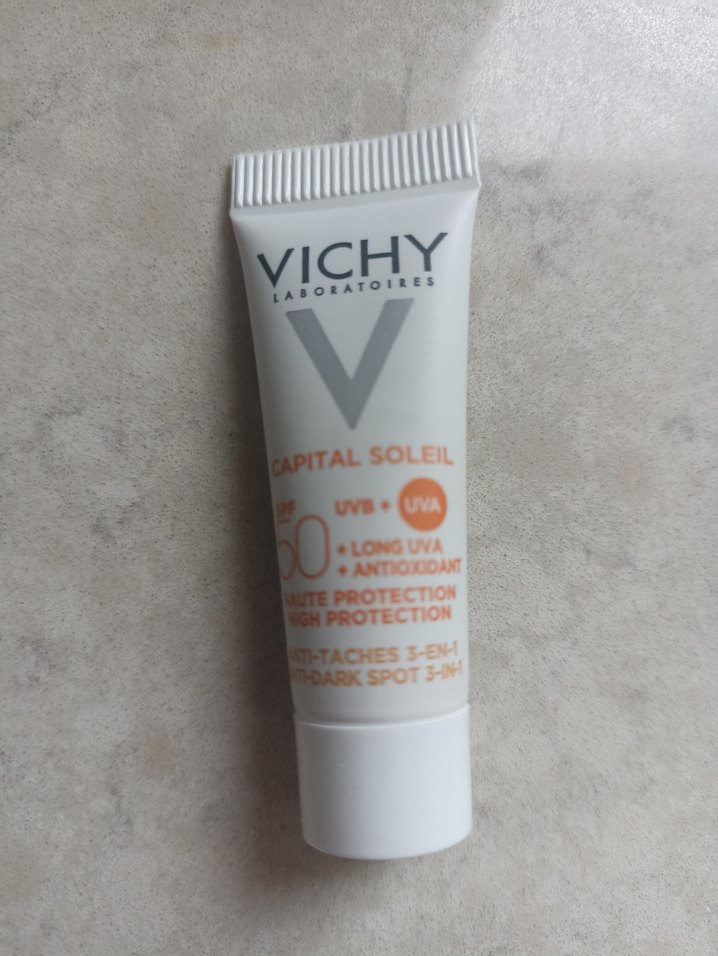 VICHY
LABORATOIRES
CAPITAL SOLEIL
SPF
50
UVB + UVA
+ LONG UVA
+ ANTIOXIDANT
HAUTE PROTECTION
HIGH PROTECTION
ANTI-TACHES 3-EN-1
ANTI-DARK SPOT 3-IN-1